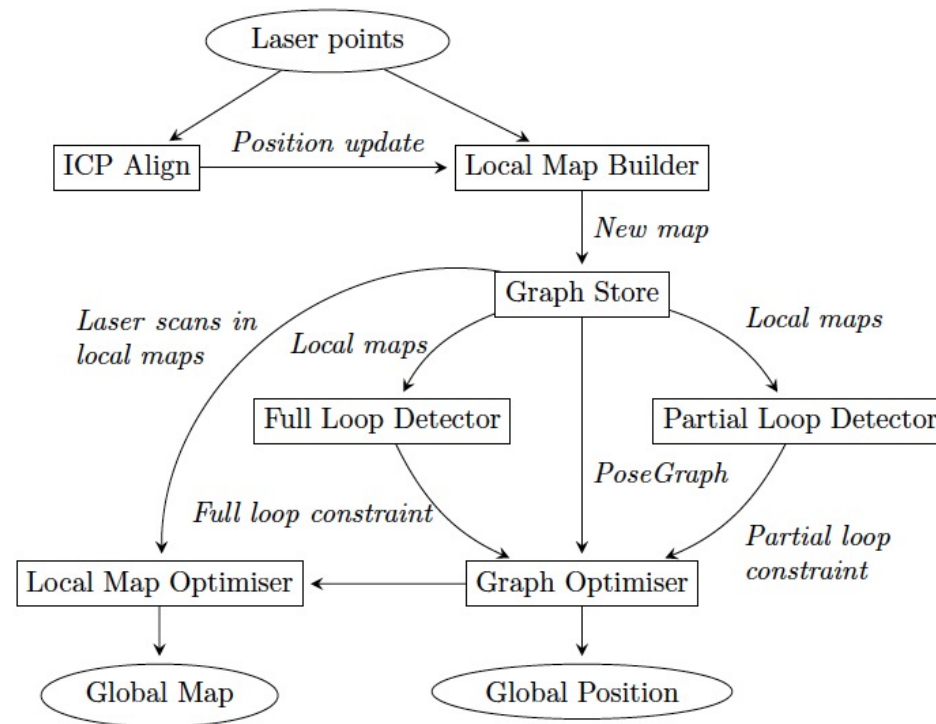 Laser points
Position update
ICP Align
Local Map Builder
New map
Graph Store
Laser scans in
local maps
Local maps
Local maps
Full Loop Detector
Partial Loop Detector
PoseGraph
Full loop constraint
Partial loop
constraint
Local Map Optimiser
Graph Optimiser
Global Map
Global Position